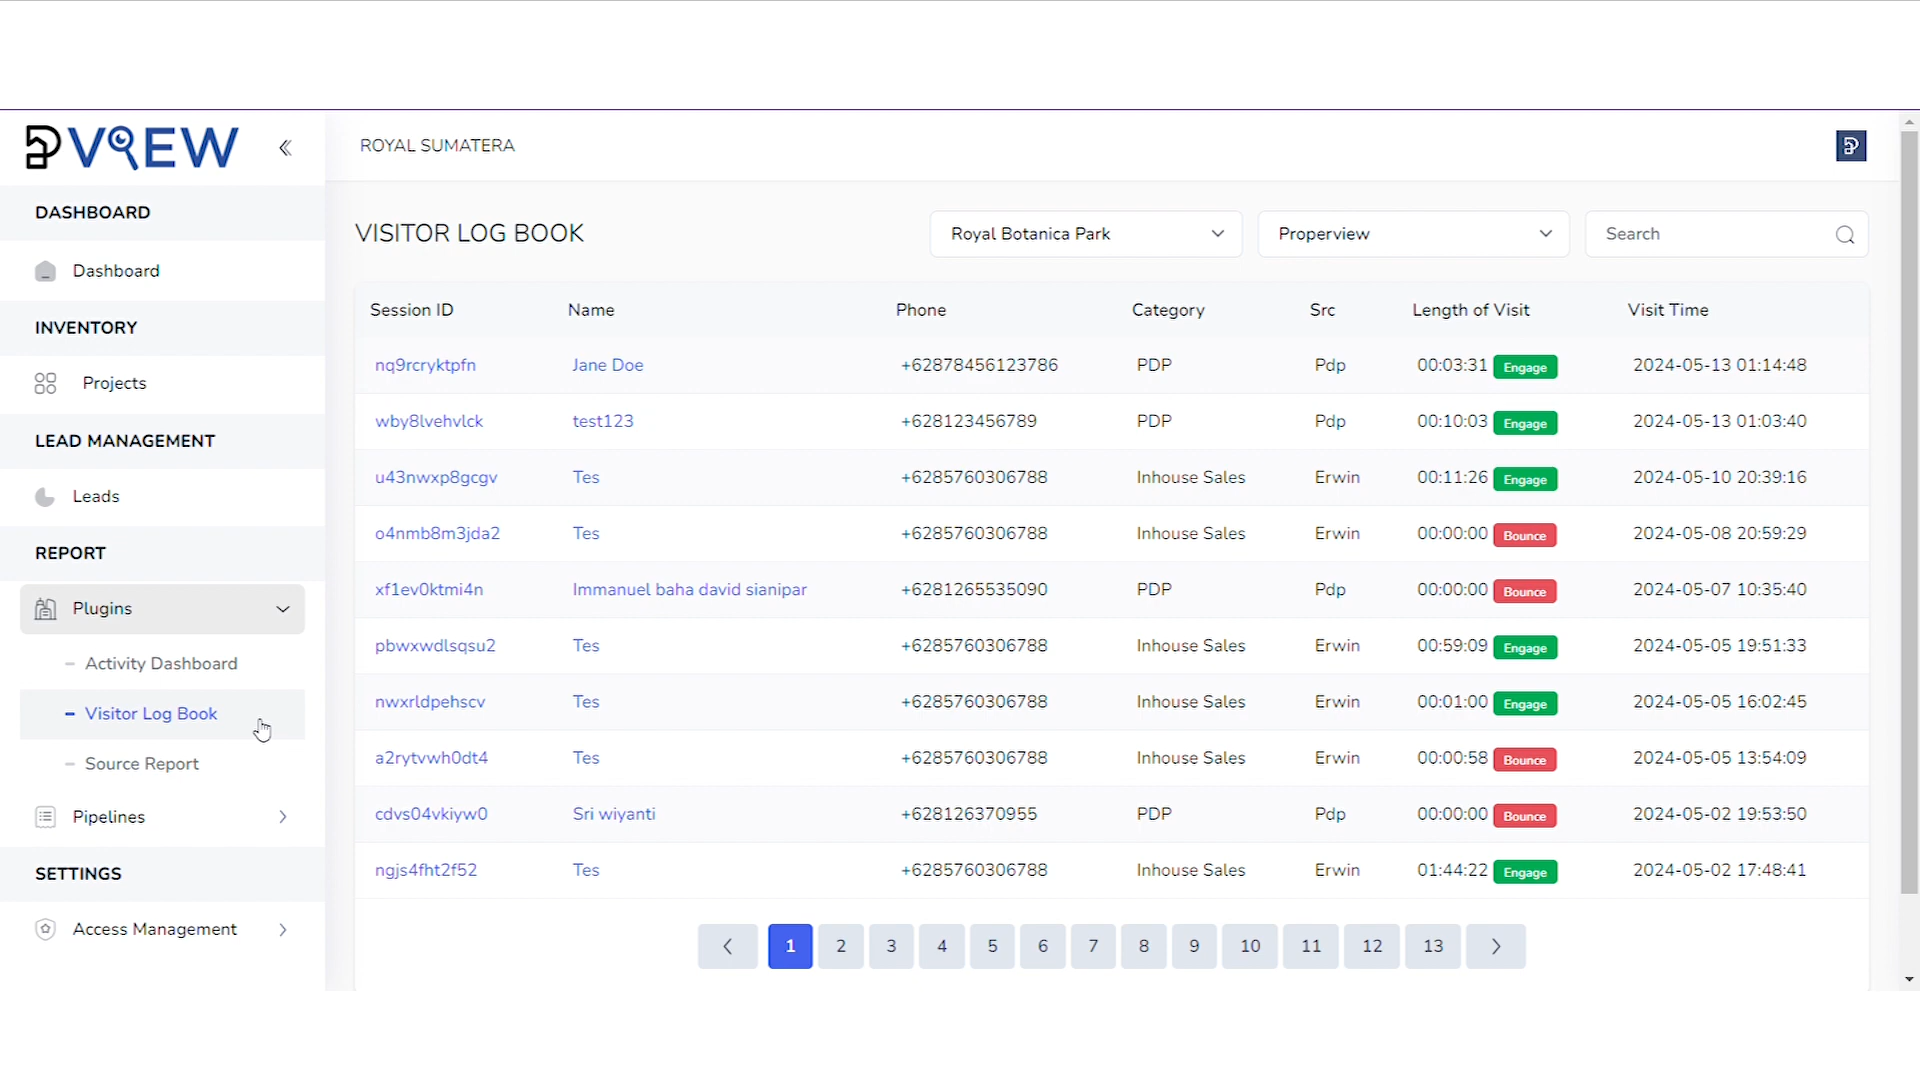 VIEW
ROYAL SUMATERA
DASHBOARD
Dashboard
INVENTORY
Projects
LEAD MANAGEMENT
Leads
REPORT
Plugins
Activity Dashboard
Visitor Log Book
Source Report
Pipelines
SETTINGS
Access Management
VISITOR LOG BOOK
Royal Botanica Park
Properview
Search
Session ID Name Phone Category Src Length of Visit Visit Time
nq9rcryktpfn Jane Doe +62878456123786 PDP Pdp 00:03:31 Engage 2024-05-13 01:14:48
wby8lvehvlck test123 +628123456789 PDP Pdp 00:10:03 Engage 2024-05-13 01:03:40
u43nwxp8gcgv Tes +6285760306788 Inhouse Sales Erwin 00:11:26 Engage 2024-05-10 20:39:16
o4nmb8m3jda2 Tes +6285760306788 Inhouse Sales Erwin 00:00:00 Bounce 2024-05-08 20:59:29
xf1ev0ktmi4n Immanuel baha david sianipar +6281265535090 PDP Pdp 00:00:00 Bounce 2024-05-07 10:35:40
pbwxwdlsqsu2 Tes +6285760306788 Inhouse Sales Erwin 00:59:09 Engage 2024-05-05 19:51:33
nwxrldpehscv Tes +6285760306788 Inhouse Sales Erwin 00:01:00 Engage 2024-05-05 16:02:45
a2rytvwh0dt4 Tes +6285760306788 Inhouse Sales Erwin 00:00:58 Bounce 2024-05-05 13:54:09
cdvs04vkiyw0 Sri wiyanti +628126370955 PDP Pdp 00:00:00 Bounce 2024-05-02 19:53:50
ngjs4fht2f52 Tes +6285760306788 Inhouse Sales Erwin 01:44:22 Engage 2024-05-02 17:48:41
1 2 3 4 5 6 7 8 9 10 11 12 13